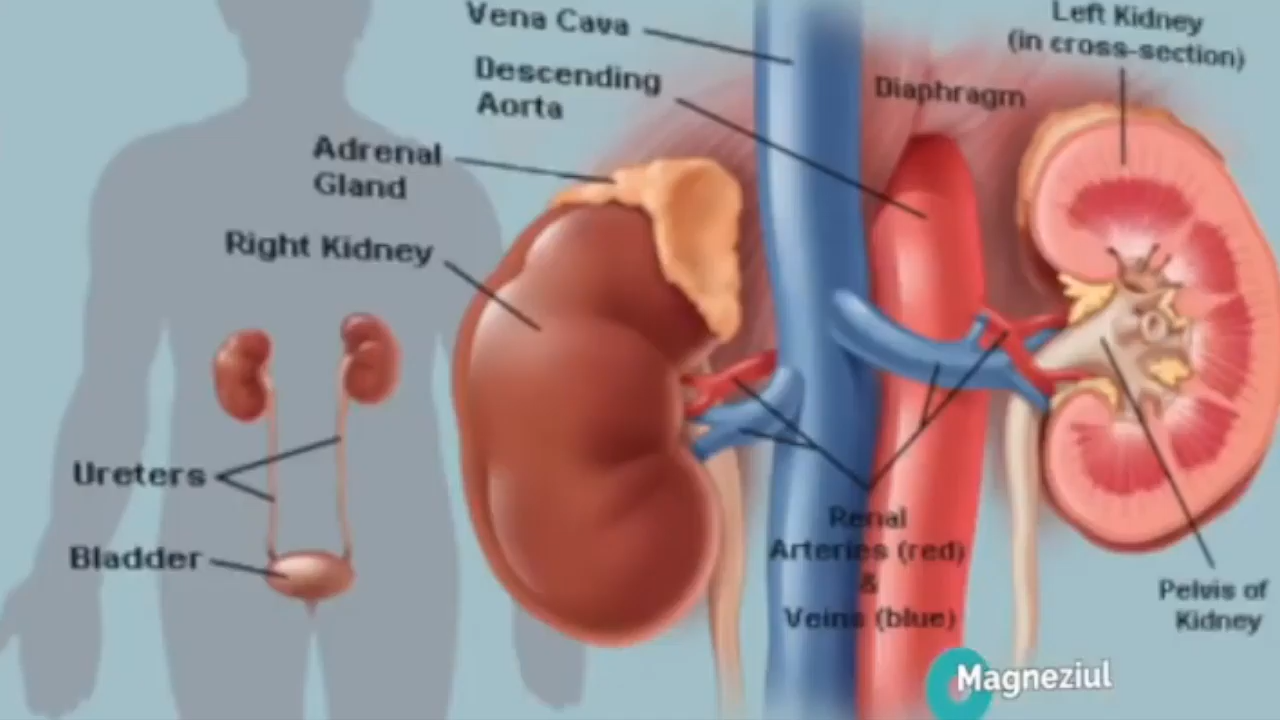 Vena Cava
Descending
Aorta
Left Kidney
(in cross-section)
Diaphragm
Adrenal
Gland
Right Kidney
Ureters
Bladder
Renal
Arteries (red)
&
Veins (blue)
Pelvis of
Kidney
Magneziul